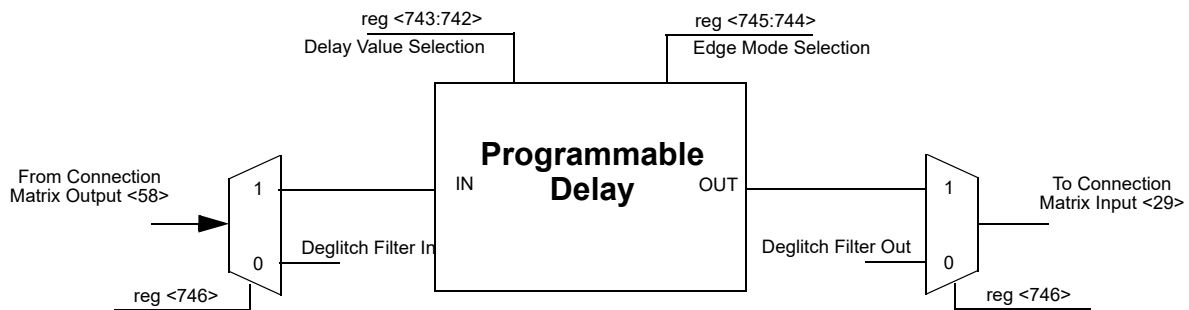 reg <743:742>
Delay Value Selection
reg <745:744>
Edge Mode Selection
Programmable
Delay
IN
OUT
From Connection
Matrix Output <58>
1
0
Deglitch Filter In
reg <746>
1
0
Deglitch Filter Out
To Connection
Matrix Input <29>
reg <746>